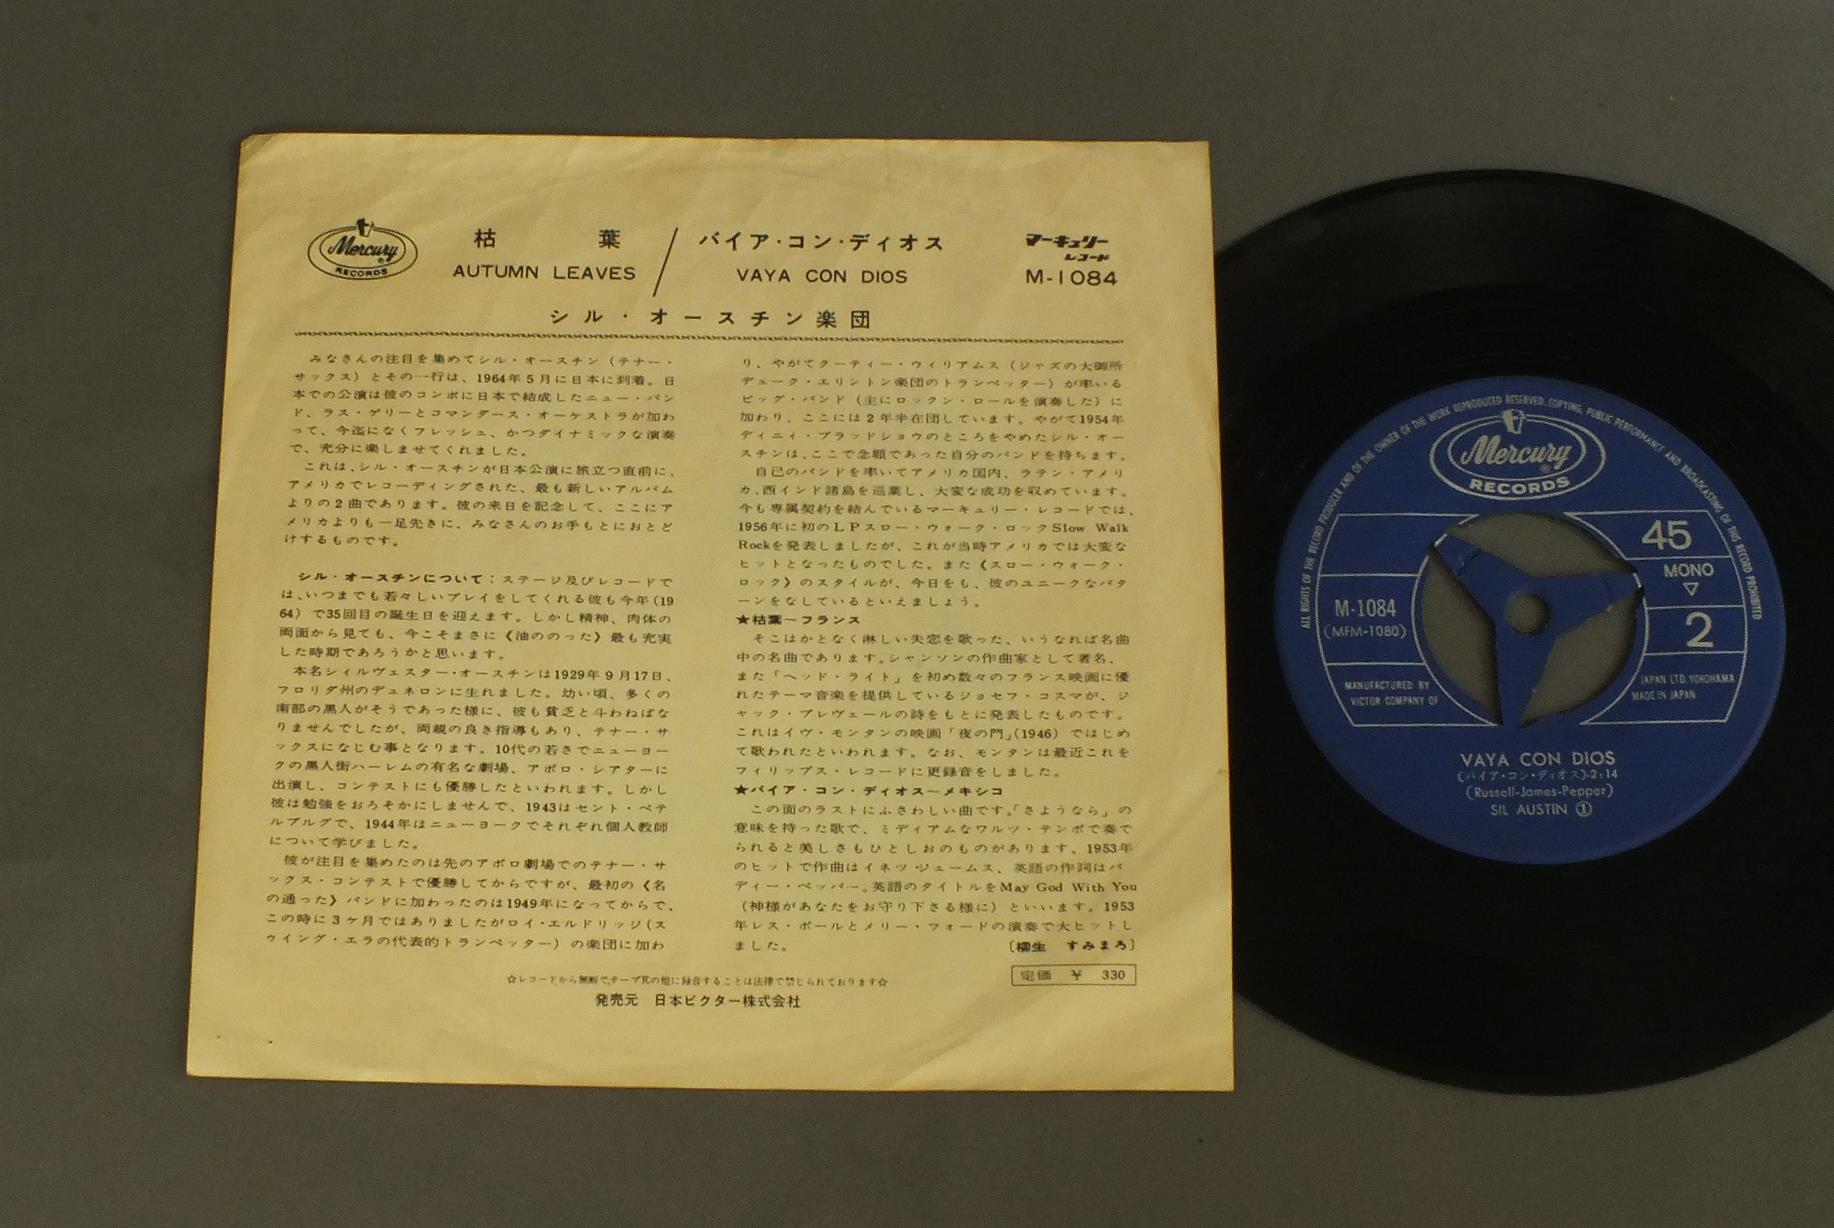 Mercury
RECORDS
枯 葉
AUTUMN LEAVES
バイア・コン・ディオス
VAYA CON DIOS
マーキュリー
レコード
M-1084
シル・オースチン楽団
みなさんの注目を集めてシル・オースチン(テナー・
サックス)とその一行は、1964年5月に日本に到着。日
本での公演は彼のコンボに日本で結成したニュー・バン
ド、ラス・ゲリーとコマンダース・オーケストラが加わ
って、今迄になくフレッシュ、かつダイナミックな演奏
で、充分に楽しませてくれました。
これは、シル・オースチンが日本公演に旅立つ直前に、
アメリカでレコーディングされた、最も新しいアルバム
よりの2曲であります。彼の来日を記念して、ここにア
メリカよりも一足先きに、みなさんのお手もとにおとど
けするものです。
シル・オースチンについて:ステージ及びレコードで
は、いつまでも若々しいプレイをしてくれる彼も今年(19
64)で35回目の誕生日を迎えます。しかし精神、肉体の
両面から見ても、今こそまさに《油ののった》最も充実
した時期であろうかと思います。
本名シィルヴェスター・オースチンは1929年9月17日、
フロリダ州のデュネロンに生れました。幼い頃、多くの
南部の黒人がそうであった様に、彼も貧乏と斗わねばな
りませんでしたが、両親の良き指導もあり、テナー・サ
ックスになじむ事となります。10代の若さでニューヨー
クの黒人街ハーレムの有名な劇場、アポロ・シアターに
出演し、コンテストにも優勝したといわれます。しかし
彼は勉強をおろそかにしませんで、1943はセント・ペテ
ルブルグで、1944年はニューヨークでそれぞれ個人教師
について学びました。
彼が注目を集めたのは先のアポロ劇場でのテナー・サ
ックス・コンテストで優勝してからですが、最初の《名
の通った》バンドに加わったのは1949年になってからで、
この時に3ケ月ではありましたがロイ・エルドリッジ(ス
ウイング・エラの代表的トランペッター)の楽団に加わ
り、やがてクーティー・ウィリアムス(ジャズの大御所
デューク・エリントン楽団のトランペッター)が率いる
ビッグ・バンド(主にロックン・ロールを演奏した)に
加わり、ここには2年半在団しています。やがて1954年
ディニィ・ブラッドショウのところをやめたシル・オー
スチンは、ここで念願であった自分のバンドを持ちます。
自己のバンドを率いてアメリカ国内、ラテン・アメリ
カ、西インド諸島を巡業し、大変な成功を収めています。
今も専属契約を結んでいるマーキュリー・レコードでは、
1956年に初のLPスロー・ウォーク・ロックSlow Walk
Rockを発表しましたが、これが当時アメリカでは大変な
ヒットとなったものでした。また《スロー・ウォーク・
ロック》のスタイルが、今日をも、彼のユニークなパタ
ーンをなしているといえましょう。
★枯葉〜フランス
そこはかとなく淋しい失恋を歌った、いうなれば名曲
中の名曲であります。シャンソンの作曲家として著名、
また「ヘッド・ライト」を初め数々のフランス映画に優
れたテーマ音楽を提供しているジョセフ・コスマが、ジ
ャック・プレヴェールの詩をもとに発表したものです。
これはイヴ・モンタンの映画「夜の門」(1946)ではじめ
て歌われたといわれます。なお、モンタンは最近これを
フィリップス・レコードに更録音をしました。
★バイア・コン・ディオス〜メキシコ
この面のラストにふさわしい曲です。「さようなら」の
意味を持った歌で、ミディアムなワルツ・テンポで奏で
られると美しさもひとしおのものがあります。1953年
のヒットで作曲はイネツ・ジェームス、英語の作詞はバ
ディー・ペッパー。英語のタイトルをMay God With You
(神様があなたをお守り下さる様に)といいます。1953
年レス・ポールとメリー・フォードの演奏で大ヒットし
ました。
〔柳生 すみまろ〕
定価 ¥ 330
☆レコードから無断でテープ其の他に録音することは法律で禁じられております☆
発売元 日本ビクター株式会社
ALL RIGHTS OF THE RECORD PRODUCER AND OF THE OWNER OF THE WORK REPRODUCED RESERVED. COPYING, PUBLIC PERFORMANCE AND BROADCASTING OF THIS RECORD PROHIBITED
Mercury
RECORDS
45
MONO
▽
2
M-1084
(MFM-1080)
MANUFACTURED BY
VICTOR COMPANY OF
JAPAN LTD. YOKOHAMA
MADE IN JAPAN
VAYA CON DIOS
(バイア・コン・ディオス)-2:14
(Russell-James-Pepper)
SIL AUSTIN ①